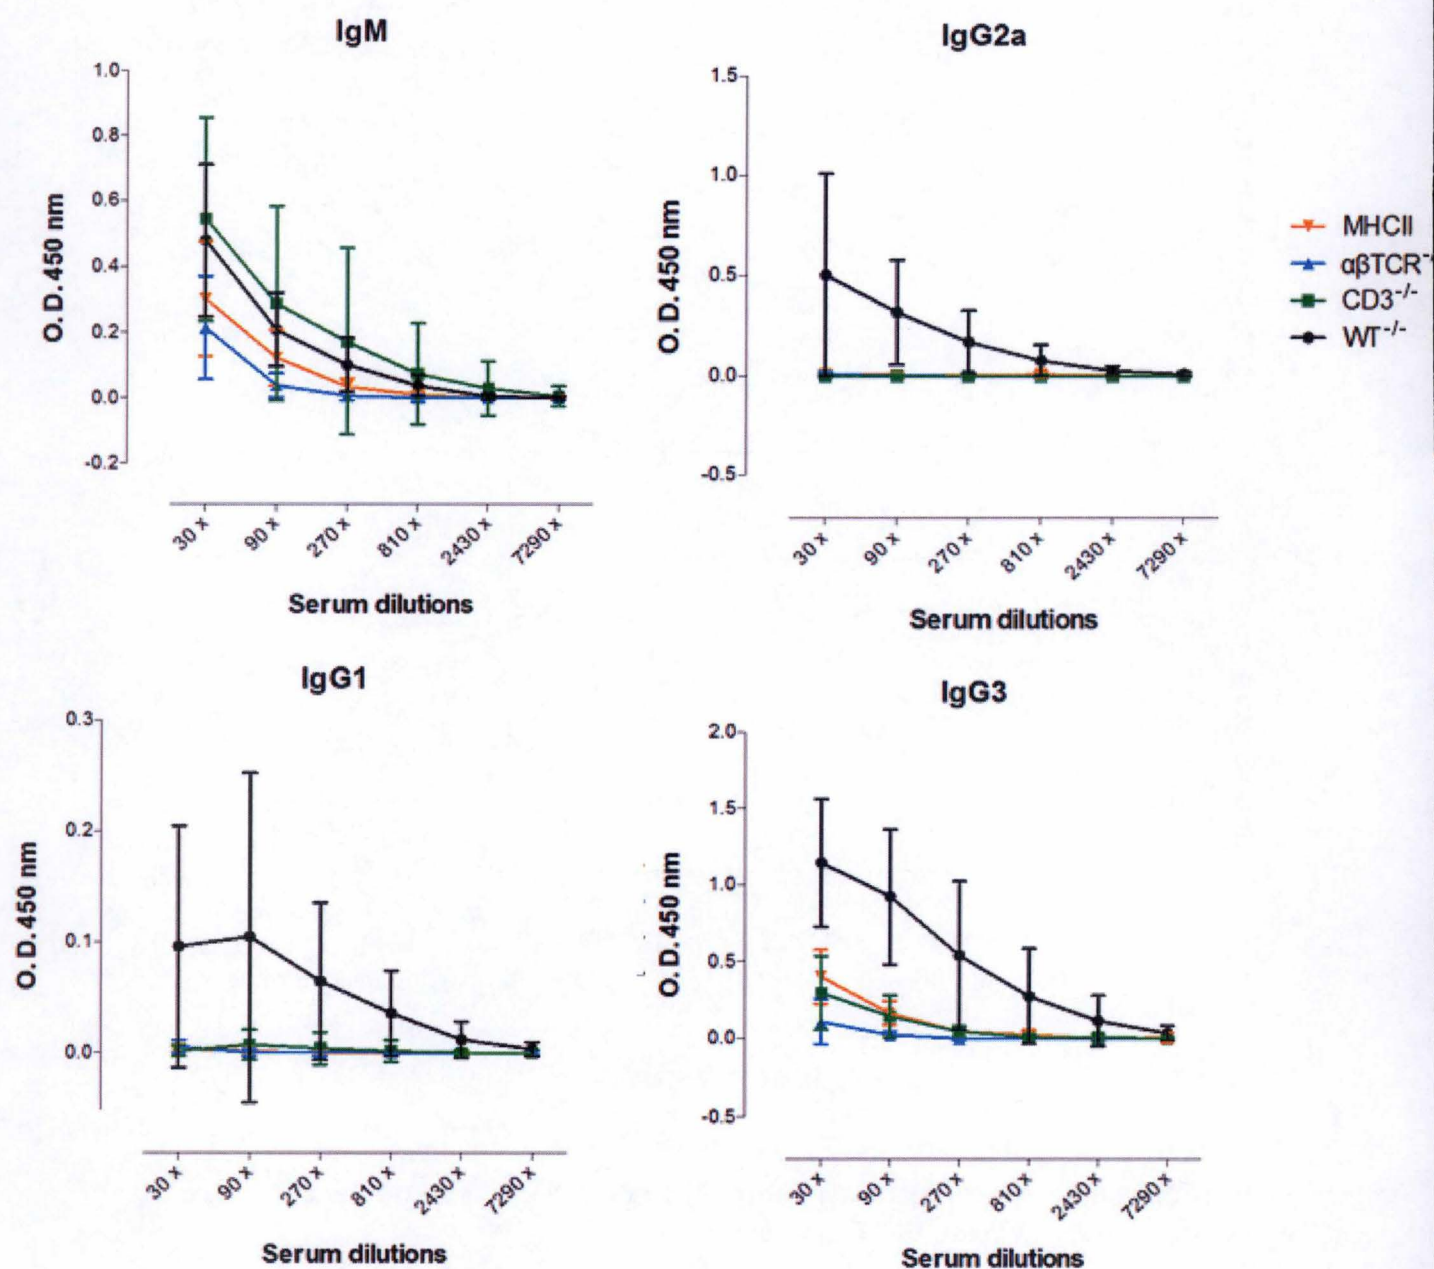 IgM
1.0
0.8
0.6
0.4
0.2
0.0
-0.2
O. D. 450 nm
30 x
90 x
270 x
810 x
2430 x
7290 x
Serum dilutions
IgG2a
1.5
1.0
0.5
0.0
-0.5
O. D. 450 nm
30 x
90 x
270 x
810 x
2430 x
7290 x
Serum dilutions
MHCII
αβTCR-
CD3-/-
WT-/-
IgG1
0.3
0.2
0.1
0.0
O. D. 450 nm
30 x
90 x
270 x
810 x
2430 x
7290 x
Serum dilutions
IgG3
2.0
1.5
1.0
0.5
0.0
-0.5
O. D. 450 nm
30 x
90 x
270 x
810 x
2430 x
7290 x
Serum dilutions